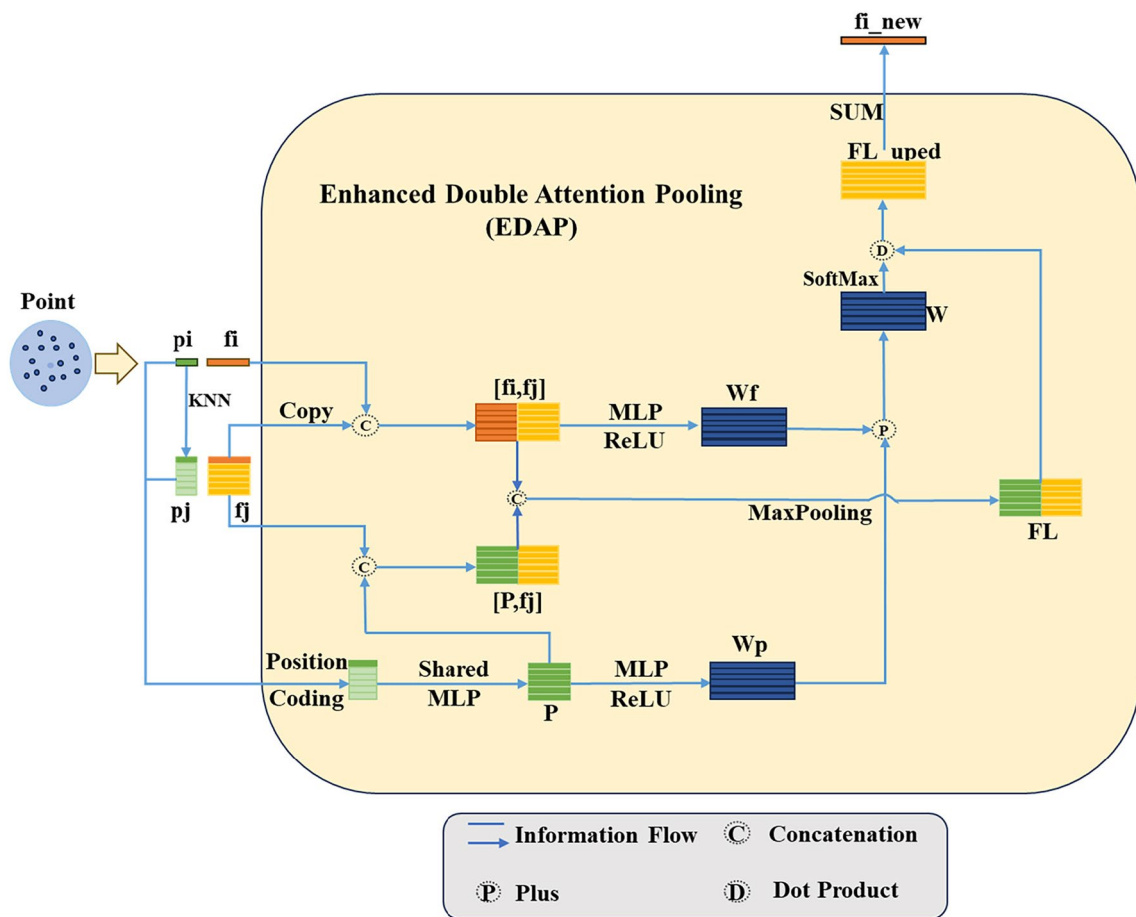 fi_new
SUM
FL_uped
Enhanced Double Attention Pooling
(EDAP)
D
SoftMax
W
Point
pi
fi
KNN
Copy
C
[fi,fj]
MLP
ReLU
Wf
P
pj
fj
C
MaxPooling
FL
C
[P,fj]
Position
Coding
Shared
MLP
P
MLP
ReLU
Wp
Information Flow
C Concatenation
P Plus
D Dot Product